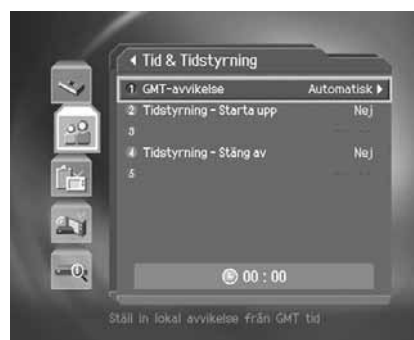 Tid & Tidstyrning
1 GMT-avvikelse Automatisk
2 Tidstyrning - Starta upp Nej
3 -- --
4 Tidstyrning - Stäng av Nej
5 -- --
00 : 00
Ställ in lokal avvikelse från GMT tid